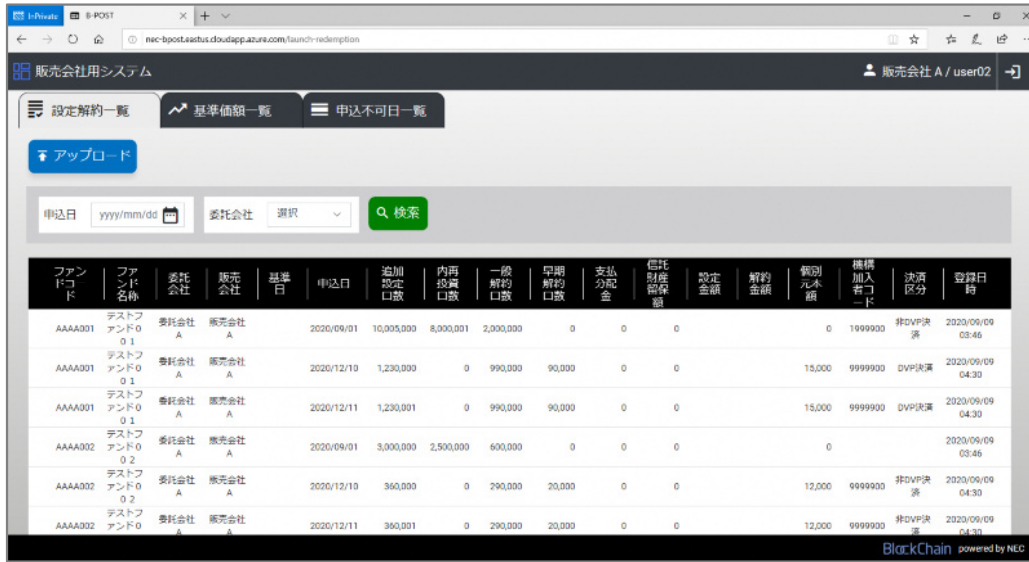 InPrivate B-POST
nec-bpost.eastus.cloudapp.azure.com/launch-redemption
販売会社用システム 販売会社 A / user02
設定解約一覧 基準価額一覧 申込不可日一覧
アップロード
申込日 yyyy/mm/dd 委託会社 選択 検索
ファンドコード ファンド名称 委託会社 販売会社 基準日 申込日 追加設定口数 内再投資口数 一般解約口数 早期解約口数 支払分配金 信託財産留保額 設定金額 解約金額 個別元本額 機構加入者コード 決済区分 登録日時
AAAA001 テストファンド001 委託会社A 販売会社A 2020/09/01 10,005,000 8,000,001 2,000,000 0 0 0 0 1999900 非DVP決済 2020/09/09 03:46
AAAA001 テストファンド001 委託会社A 販売会社A 2020/12/10 1,230,000 0 990,000 90,000 0 0 15,000 9999900 DVP決済 2020/09/09 04:30
AAAA001 テストファンド001 委託会社A 販売会社A 2020/12/11 1,230,001 0 990,000 90,000 0 0 15,000 9999900 DVP決済 2020/09/09 04:30
AAAA002 テストファンド002 委託会社A 販売会社A 2020/09/01 3,000,000 2,500,000 600,000 0 0 0 0 2020/09/09 03:46
AAAA002 テストファンド002 委託会社A 販売会社A 2020/12/10 360,000 0 290,000 20,000 0 0 12,000 9999900 非DVP決済 2020/09/09 04:30
AAAA002 テストファンド0 委託会社A 販売会社A 2020/12/11 360,001 0 290,000 20,000 0 0 12,000 9999900 非DVP決済 2020/09/09 04:30
BlockChain powered by NEC